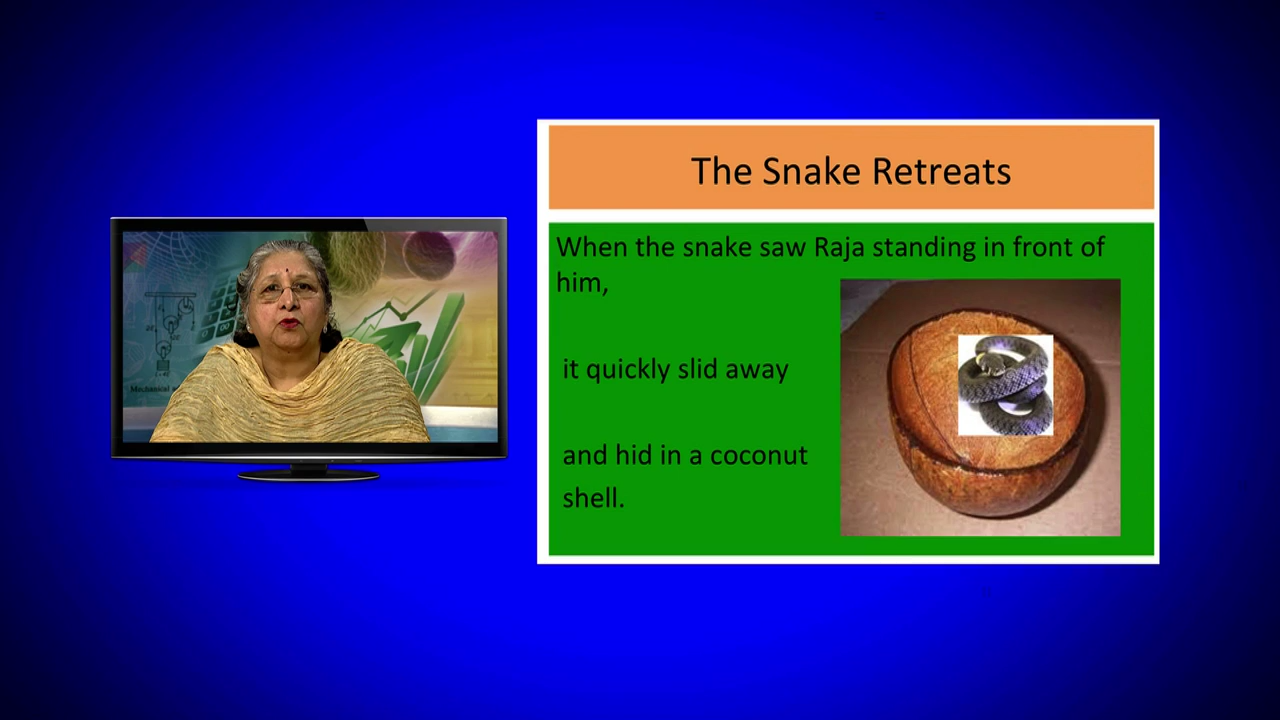 The Snake Retreats
When the snake saw Raja standing in front of
him,
it quickly slid away
and hid in a coconut
shell.